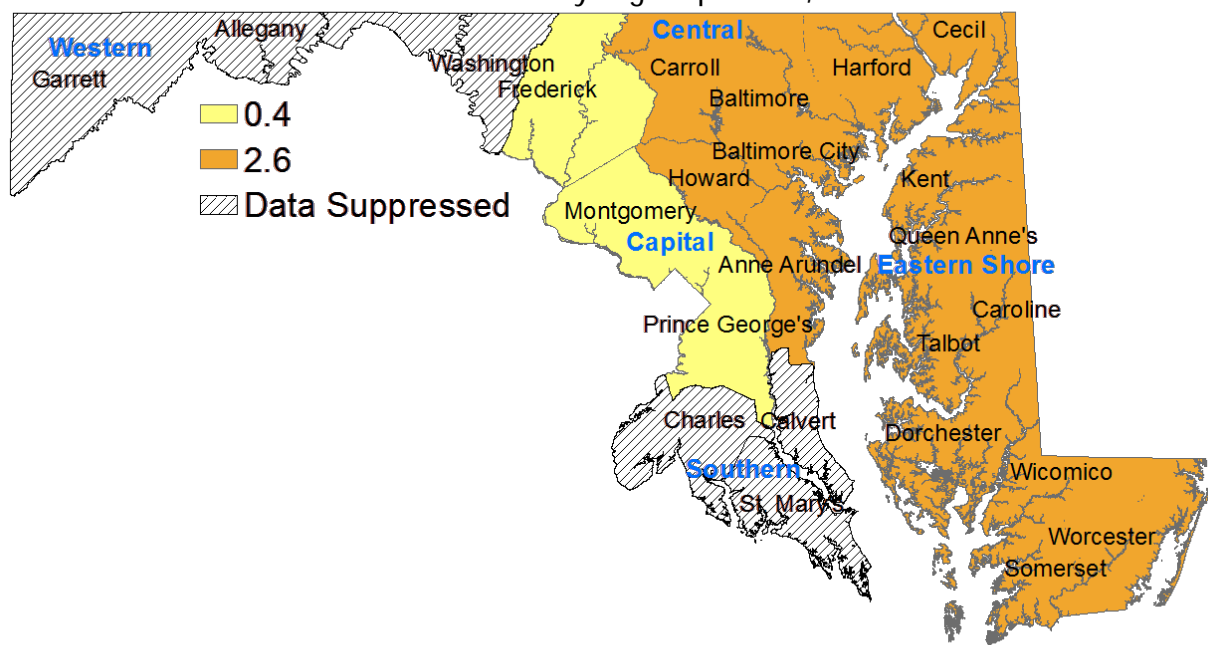 Western
Allegany
Garrett
Washington
Frederick
Central
Carroll
Harford
Cecil
Baltimore
0.4
2.6
Data Suppressed
Baltimore City
Howard
Kent
Montgomery
Capital
Queen Anne's
Anne Arundel
Eastern Shore
Prince George's
Caroline
Talbot
Charles
Calvert
Dorchester
Southern
Wicomico
St. Mary's
Worcester
Somerset